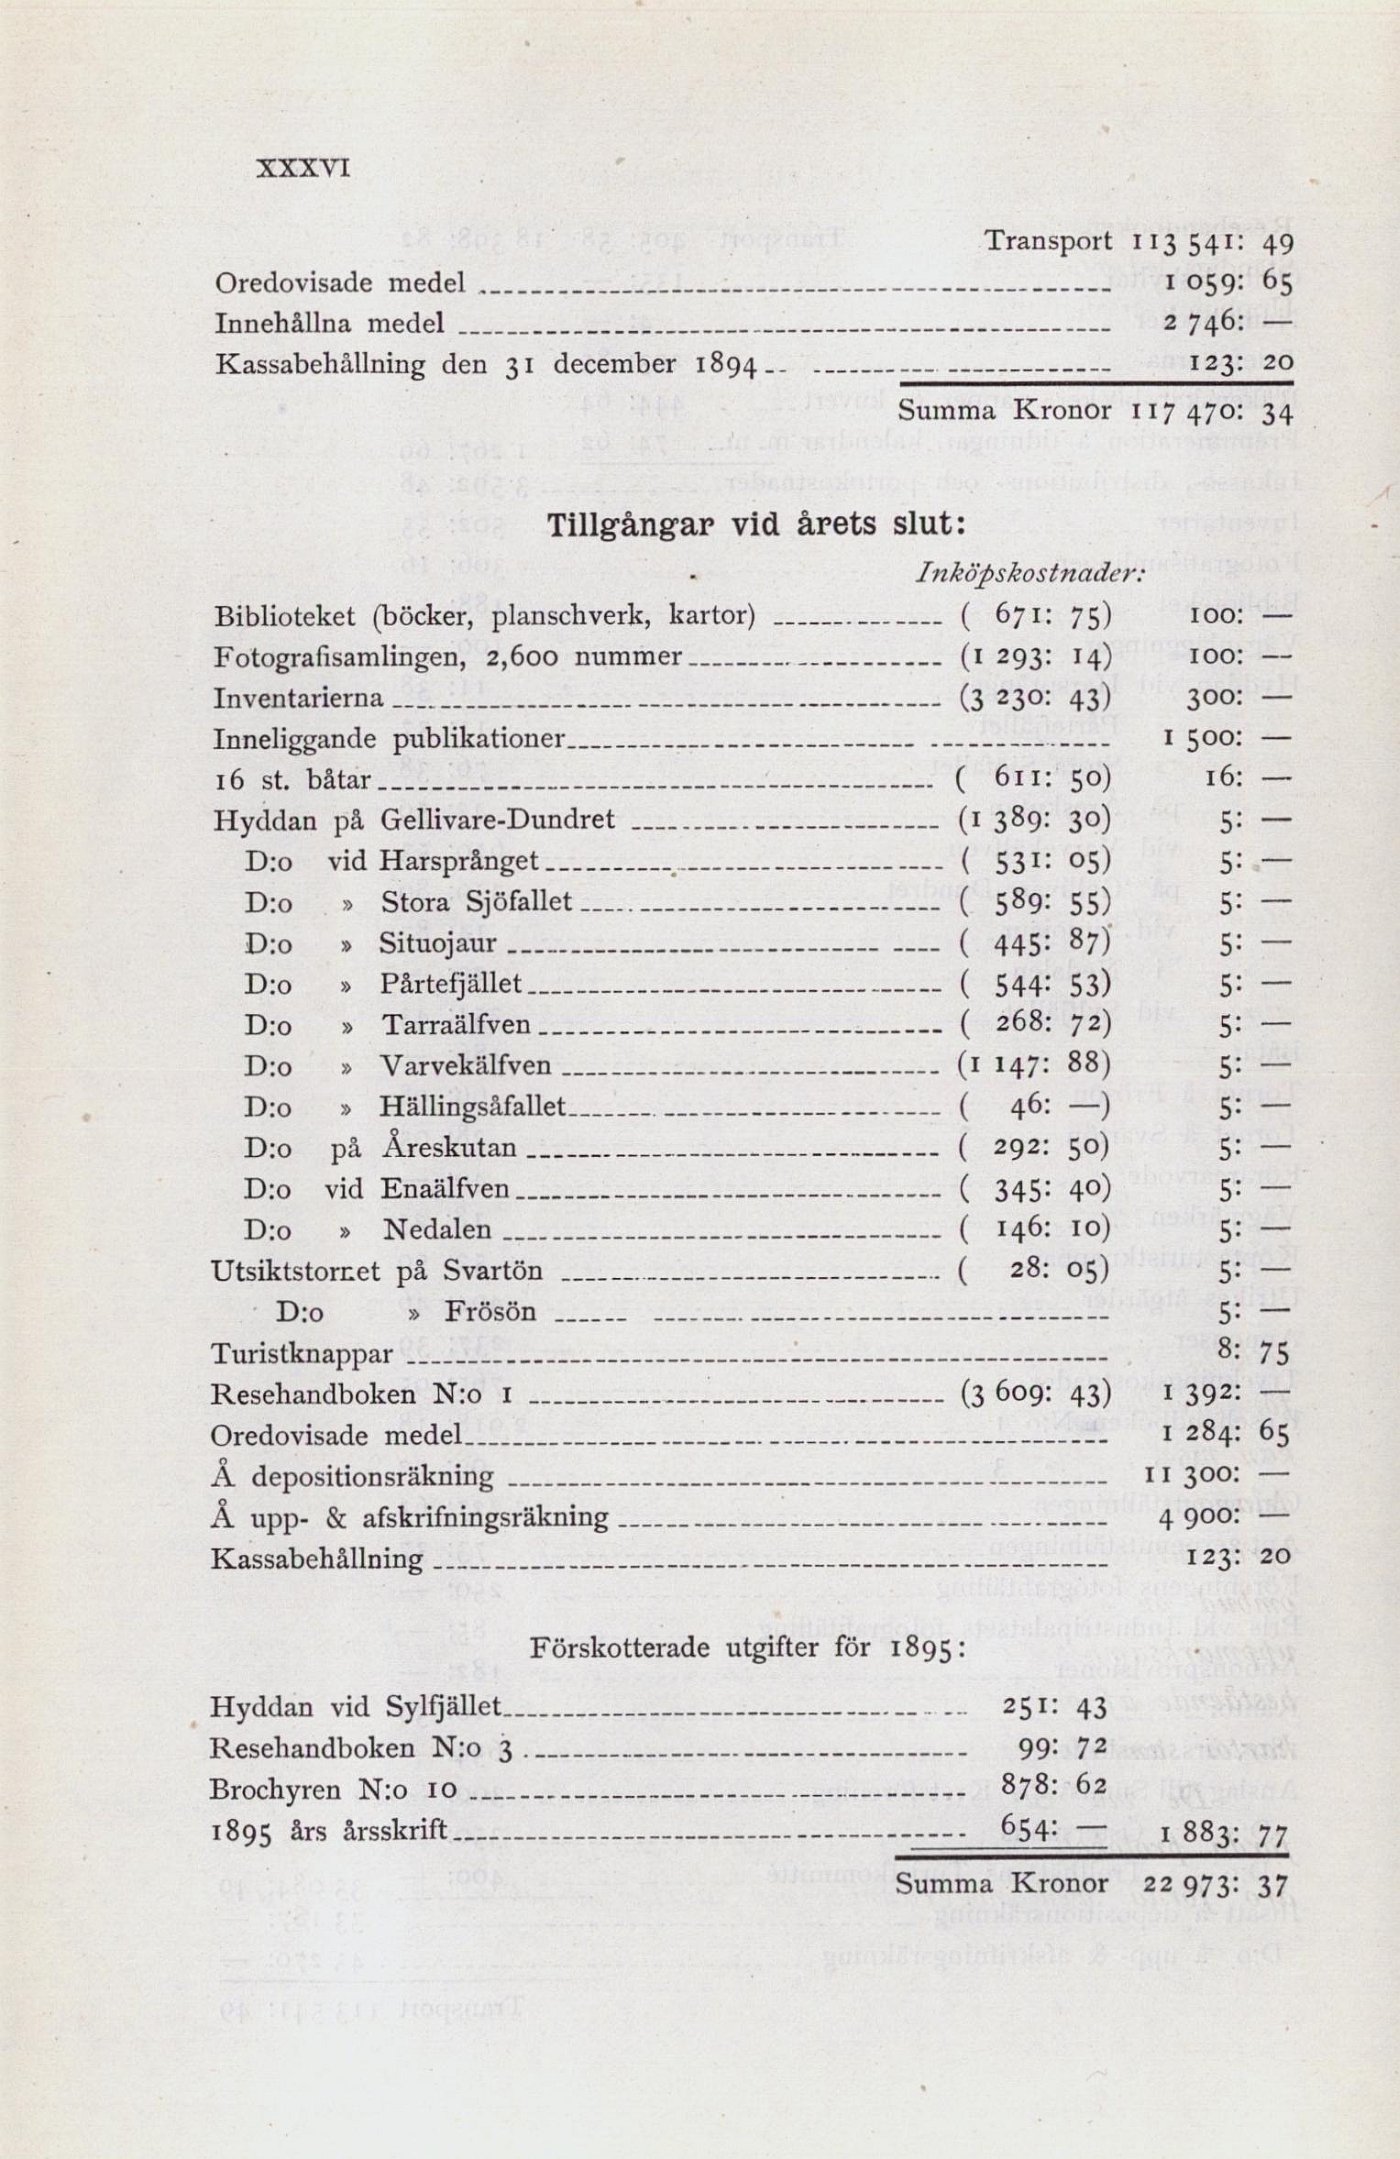 XXXVI
Transport 113 541: 49
Oredovisade medel 1 059: 65
Innehållna medel 2 746: —
Kassabehållning den 31 december 1894 123: 20
Summa Kronor 117 470: 34
Tillgångar vid årets slut:
Inköpskostnader:
Biblioteket (böcker, planschverk, kartor) ( 671: 75) 100: —
Fotografisamlingen, 2,600 nummer (1 293: 14) 100: —
Inventarierna (3 230: 43) 300: —
Inneliggande publikationer 1 500: —
16 st. båtar ( 611: 50) 16: —
Hyddan på Gellivare-Dundret (1 389: 30) 5: —
D:o vid Harsprånget ( 531: 05) 5: —
D:o » Stora Sjöfallet ( 589: 55) 5: —
D:o » Situojaur ( 445: 87) 5: —
D:o » Pårtefjället ( 544: 53) 5: —
D:o » Tarraälfven ( 268: 72) 5: —
D:o » Varvekälfven (1 147: 88) 5: —
D:o » Hällingsåfallet ( 46: —) 5: —
D:o på Åreskutan ( 292: 50) 5: —
D:o vid Enaälfven ( 345: 40) 5: —
D:o » Nedalen ( 146: 10) 5: —
Utsiktstornet på Svartön ( 28: 05) 5: —
D:o » Frösön 5: —
Turistknappar 8: 75
Resehandboken N:o 1 (3 609: 43) 1 392: —
Oredovisade medel 1 284: 65
Å depositionsräkning 11 300: —
Å upp- & afskrifningsräkning 4 900: —
Kassabehållning 123: 20
Förskotterade utgifter för 1895:
Hyddan vid Sylfjället 251: 43
Resehandboken N:o 3 99: 72
Brochyren N:o 10 878: 62
1895 års årsskrift 654: — 1 883: 77
Summa Kronor 22 973: 37